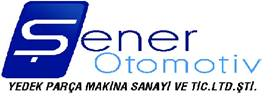 Şener
Otomotiv
YEDEK PARÇA MAKİNA SANAYİ VE TİC.LTD.ŞTİ.